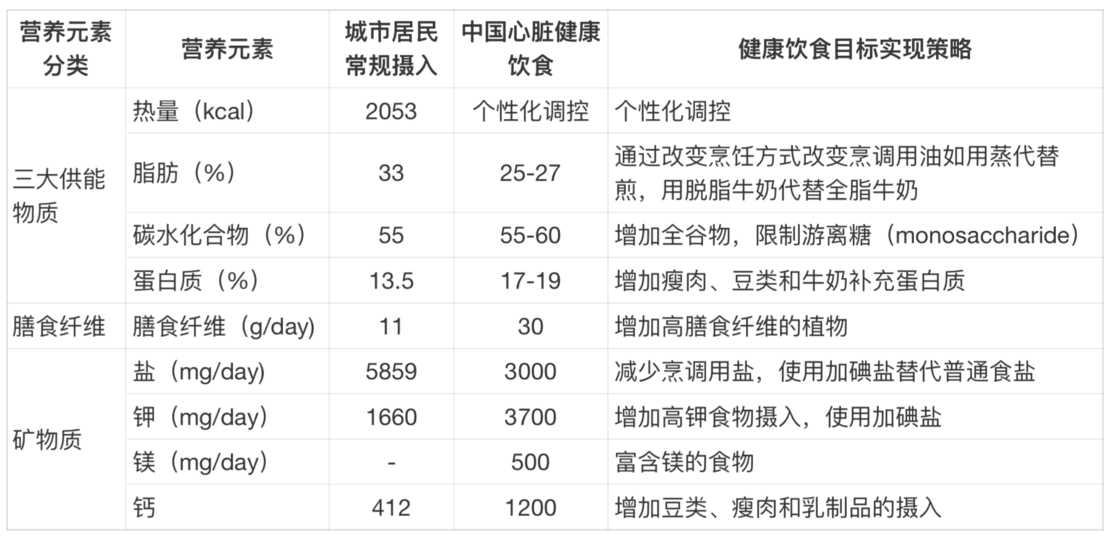 营养元素分类 营养元素 城市居民常规摄入 中国心脏健康饮食 健康饮食目标实现策略
三大供能物质 热量（kcal） 2053 个性化调控 个性化调控
脂肪（%） 33 25-27 通过改变烹饪方式改变烹调用油如用蒸代替煎，用脱脂牛奶代替全脂牛奶
碳水化合物（%） 55 55-60 增加全谷物，限制游离糖（monosaccharide）
蛋白质（%） 13.5 17-19 增加瘦肉、豆类和牛奶补充蛋白质
膳食纤维 膳食纤维（g/day) 11 30 增加高膳食纤维的植物
矿物质 盐（mg/day) 5859 3000 减少烹调用盐，使用加碘盐替代普通食盐
钾（mg/day) 1660 3700 增加高钾食物摄入，使用加碘盐
镁（mg/day） - 500 富含镁的食物
钙 412 1200 增加豆类、瘦肉和乳制品的摄入